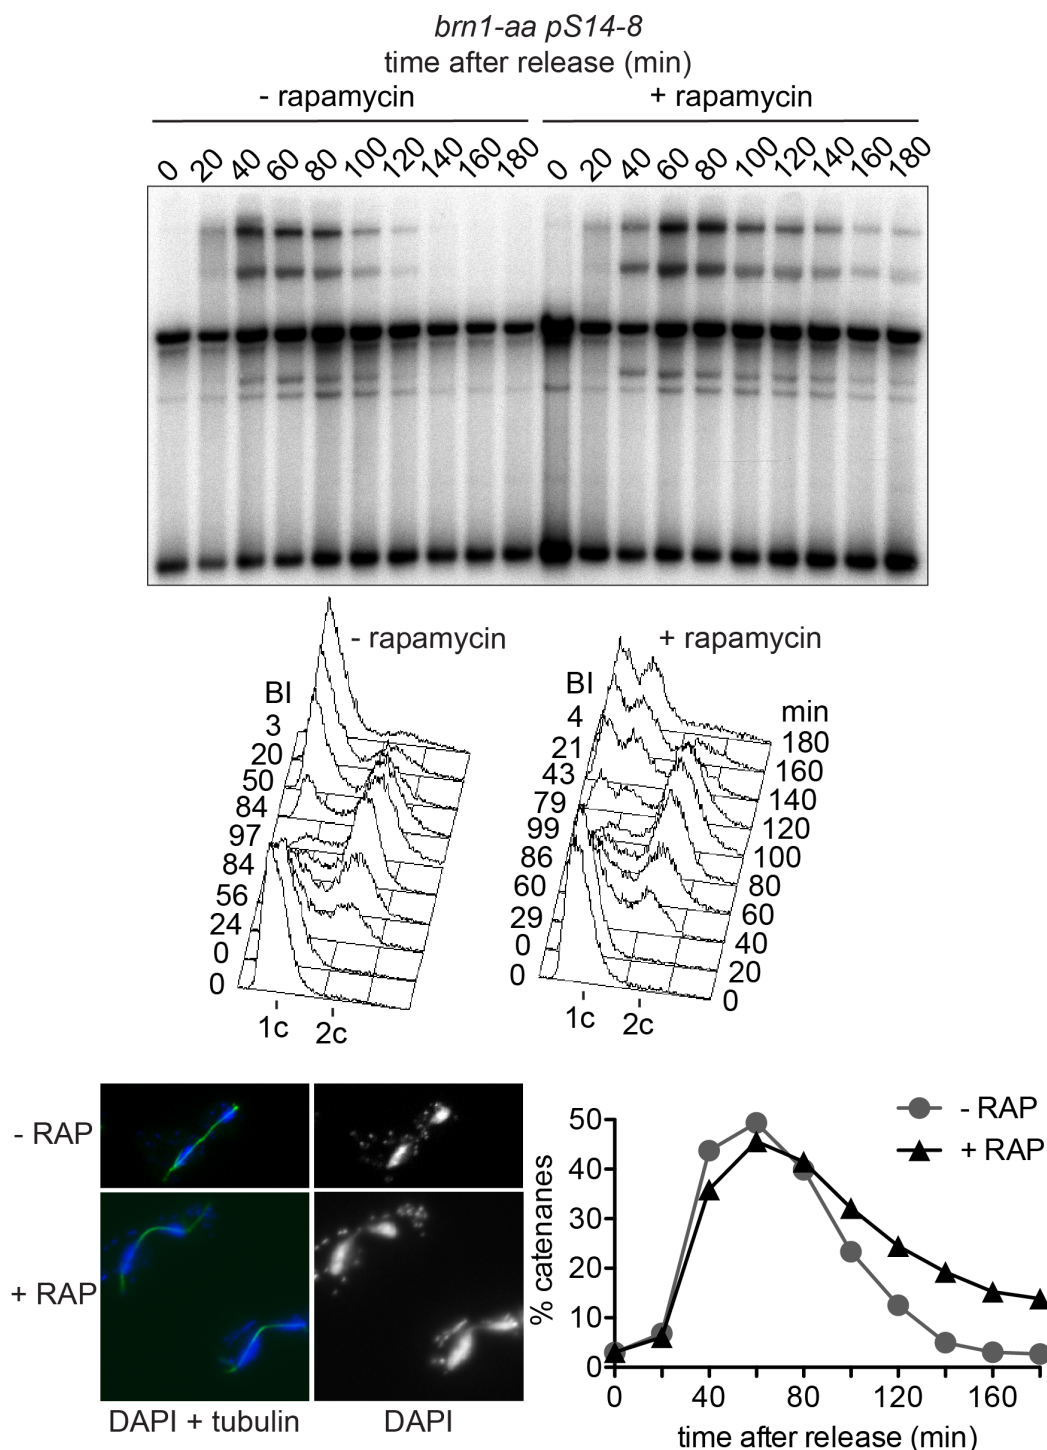 brn1-aa pS14-8
time after release (min)
- rapamycin + rapamycin
0 20 40 60 80 100 120 140 160 180 0 20 40 60 80 100 120 140 160 180
- rapamycin + rapamycin
BI BI min
3 4 180
20 21 160
50 43 140
84 79 120
97 99 100
84 86 80
56 60 60
24 29 40
0 0 20
0 0 0
1c 2c 1c 2c
- RAP
+ RAP
DAPI + tubulin DAPI
- RAP
+ RAP
% catenanes
50
40
30
20
10
0
0 40 80 120 160
time after release (min)